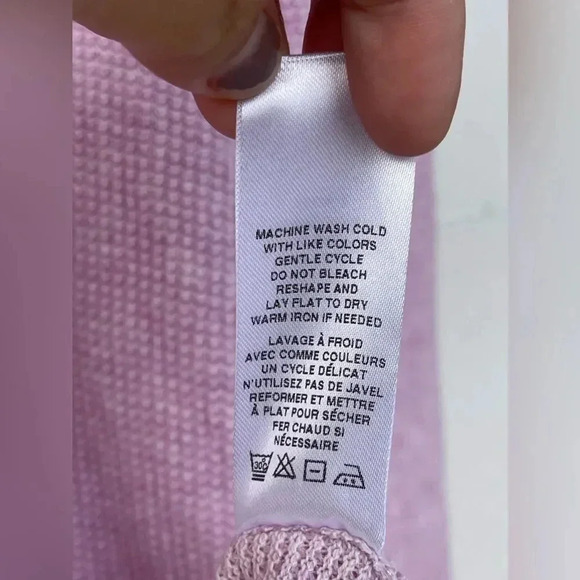 MACHINE WASH COLD
WITH LIKE COLORS
GENTLE CYCLE
DO NOT BLEACH
RESHAPE AND
LAY FLAT TO DRY
WARM IRON IF NEEDED
LAVAGE À FROID
AVEC COMME COULEURS
UN CYCLE DÉLICAT
N'UTILISEZ PAS DE JAVEL
REFORMER ET METTRE
À PLAT POUR SÉCHER
FER CHAUD SI
NÉCESSAIRE
30